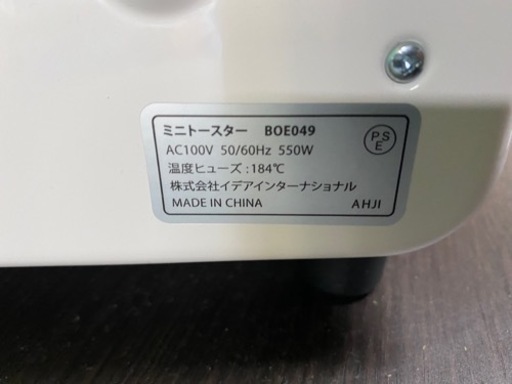 ミニトースター BOE049
AC100V 50/60Hz 550W
PSE
温度ヒューズ:184℃
株式会社イデアインターナショナル
MADE IN CHINA AHJI